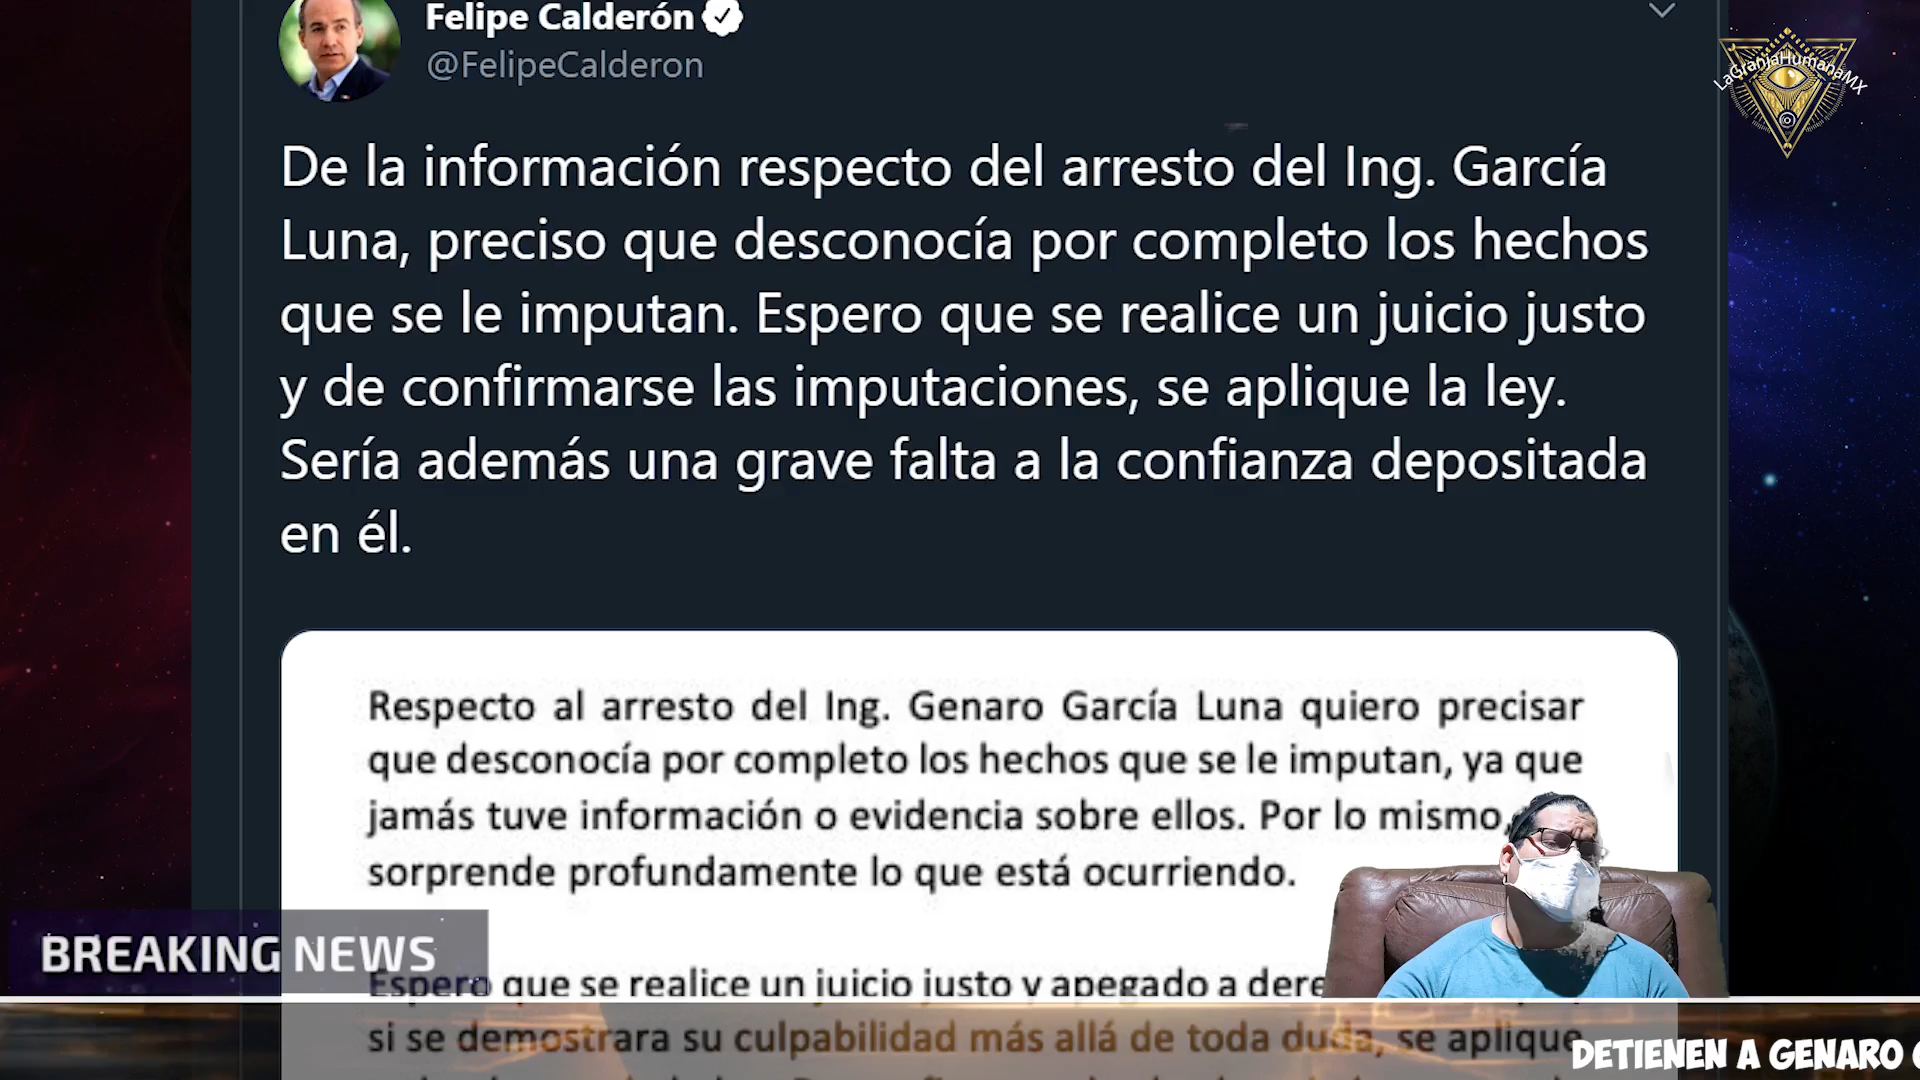 Felipe Calderón
@FelipeCalderon
LaGranjaHumanaMX
De la información respecto del arresto del Ing. García
Luna, preciso que desconocía por completo los hechos
que se le imputan. Espero que se realice un juicio justo
y de confirmarse las imputaciones, se aplique la ley.
Sería además una grave falta a la confianza depositada
en él.
Respecto al arresto del Ing. Genaro García Luna quiero precisar
que desconocía por completo los hechos que se le imputan, ya que
jamás tuve información o evidencia sobre ellos. Por lo mismo,
sorprende profundamente lo que está ocurriendo.
BREAKING NEWS
Espero que se realice un juicio justo y apegado a dere
si se demostrara su culpabilidad más allá de toda duda, se aplique
DETIENEN A GENARO